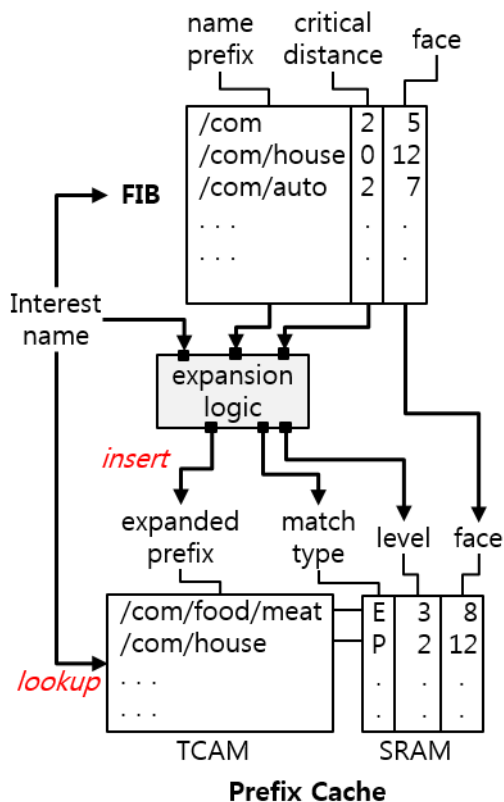 name prefix
critical distance
face
/com 2 5
/com/house 0 12
/com/auto 2 7
. . . . .
. . . . .
FIB
Interest name
expansion logic
insert
expanded prefix
match type
level
face
/com/food/meat E 3 8
/com/house P 2 12
. . . . . .
. . . . . .
lookup
TCAM
SRAM
Prefix Cache